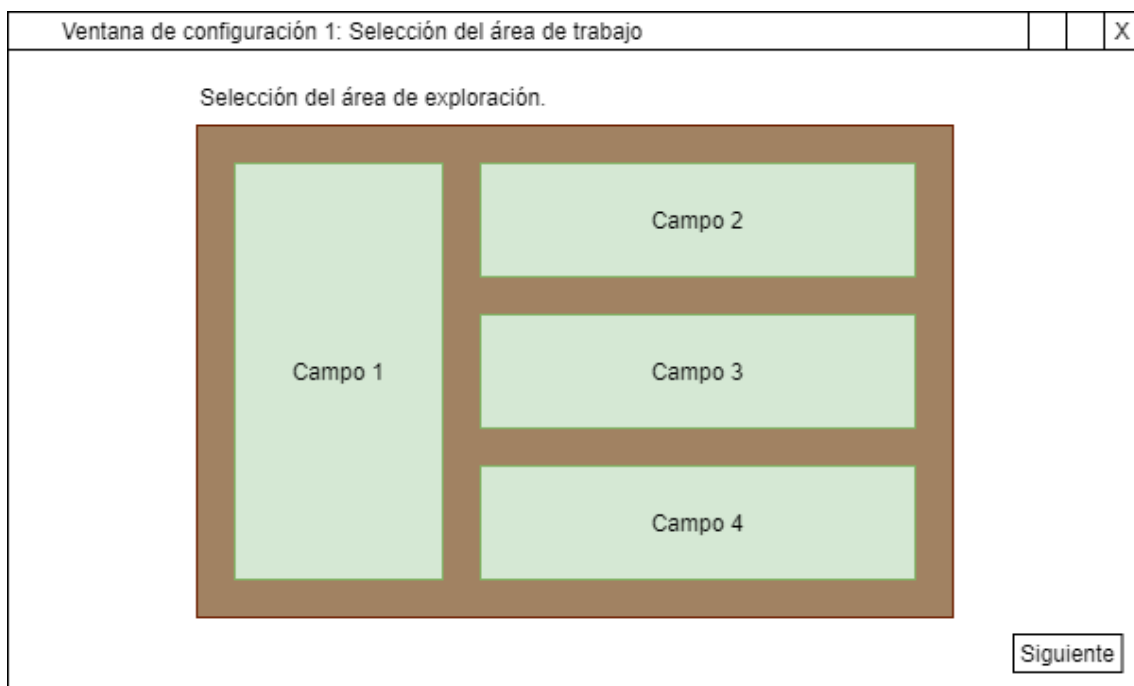 Ventana de configuración 1: Selección del área de trabajo
X
Selección del área de exploración.
Campo 1
Campo 2
Campo 3
Campo 4
Siguiente